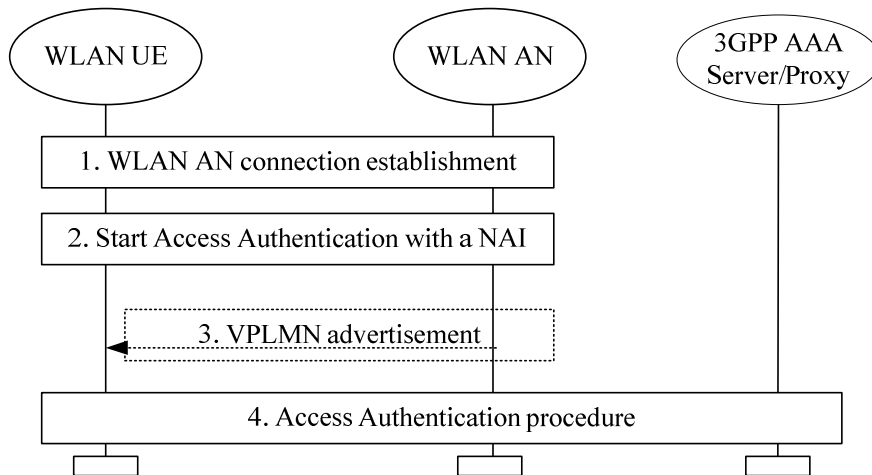 WLAN UE
WLAN AN
3GPP AAA
Server/Proxy
1. WLAN AN connection establishment
2. Start Access Authentication with a NAI
3. VPLMN advertisement
4. Access Authentication procedure